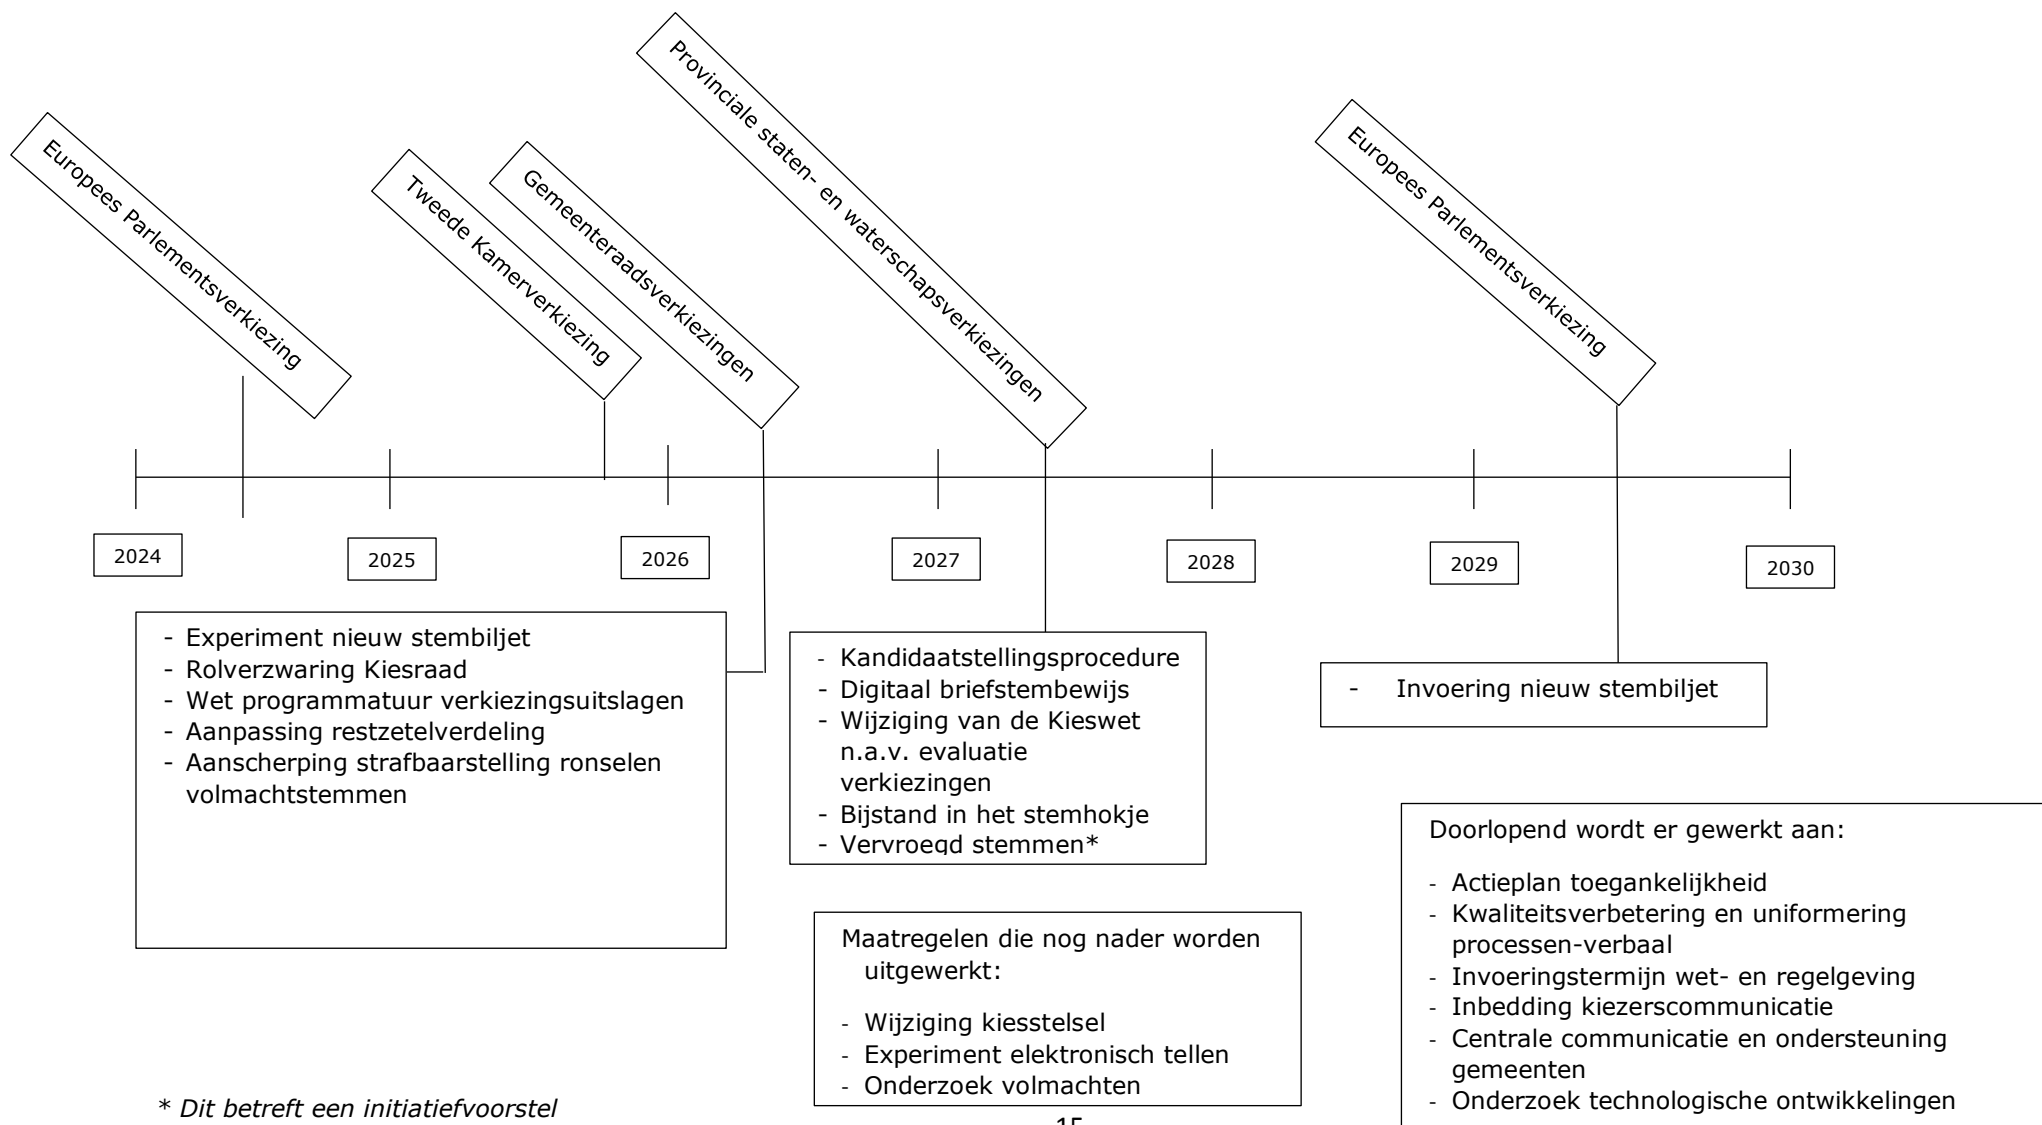 Europees Parlementsverkiezing
Tweede Kamerverkiezing
Gemeenteraadsverkiezingen
Provinciale staten- en waterschapsverkiezingen
Europees Parlementsverkiezing
2024
2025
2026
2027
2028
2029
2030
- Experiment nieuw stembiljet
- Rolverzwaring Kiesraad
- Wet programmatuur verkiezingsuitslagen
- Aanpassing restzetelverdeling
- Aanscherping strafbaarstelling ronselen
volmachtstemmen
- Kandidaatstellingsprocedure
- Digitaal briefstembewijs
- Wijziging van de Kieswet
n.a.v. evaluatie
verkiezingen
- Bijstand in het stemhokje
- Vervroegd stemmen*
- Invoering nieuw stembiljet
Maatregelen die nog nader worden
uitgewerkt:
- Wijziging kiesstelsel
- Experiment elektronisch tellen
- Onderzoek volmachten
Doorlopend wordt er gewerkt aan:
- Actieplan toegankelijkheid
- Kwaliteitsverbetering en uniformering
processen-verbaal
- Invoeringstermijn wet- en regelgeving
- Inbedding kiezerscommunicatie
- Centrale communicatie en ondersteuning
gemeenten
- Onderzoek technologische ontwikkelingen
* Dit betreft een initiatiefvoorstel
15